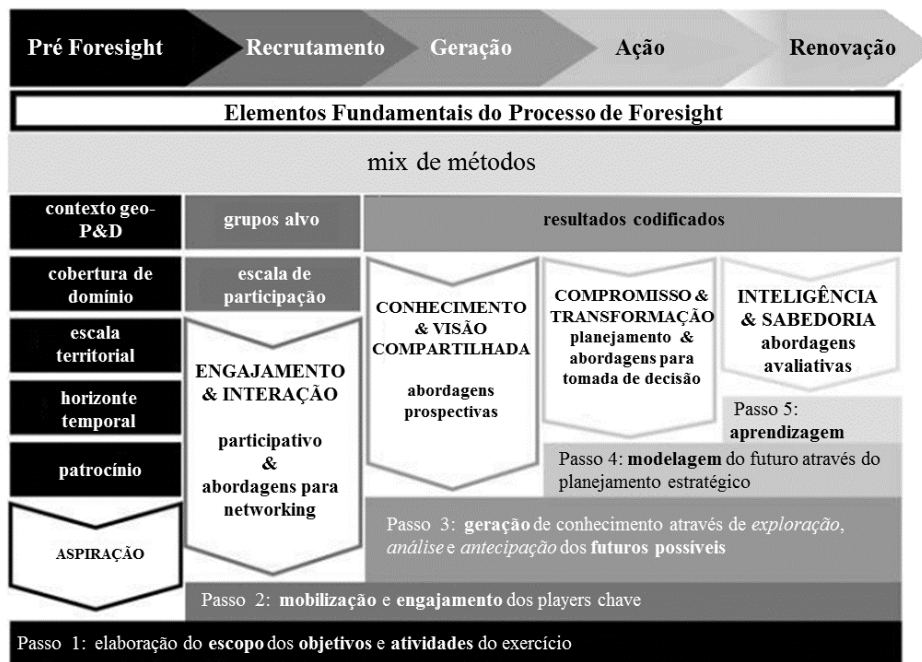 Pré Foresight
Recrutamento
Geração
Ação
Renovação
Elementos Fundamentais do Processo de Foresight
mix de métodos
contexto geo-
P&D
grupos alvo
resultados codificados
cobertura de
domínio
escala de
participação
escala
territorial
horizonte
temporal
patrocínio
ASPIRAÇÃO
ENGAJAMENTO
& INTERAÇÃO
participativo
&
abordagens para
networking
CONHECIMENTO
& VISÃO
COMPARTILHADA
abordagens
prospectivas
COMPROMISSO &
TRANSFORMAÇÃO
planejamento &
abordagens para
tomada de decisão
INTELIGÊNCIA
& SABEDORIA
abordagens
avaliativas
Passo 5:
aprendizagem
Passo 4: modelagem do futuro através do
planejamento estratégico
Passo 3: geração de conhecimento através de exploração,
análise e antecipação dos futuros possíveis
Passo 2: mobilização e engajamento dos players chave
Passo 1: elaboração do escopo dos objetivos e atividades do exercício